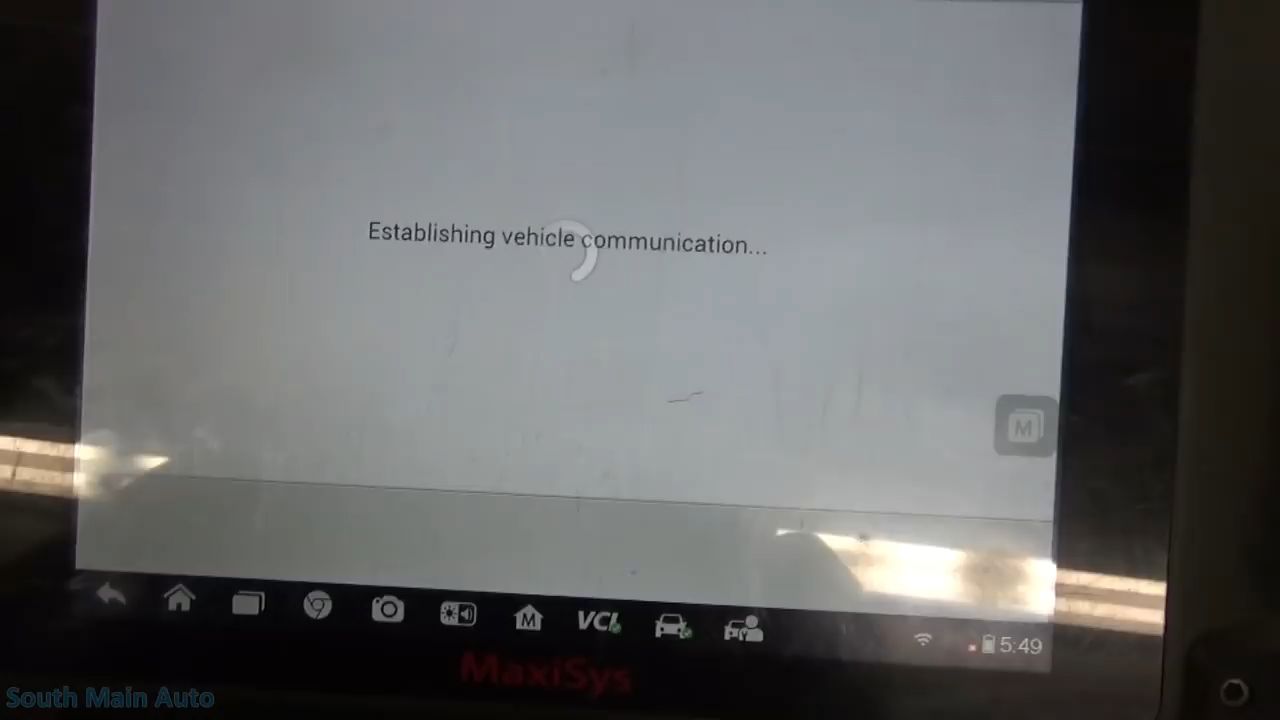 Establishing vehicle communication...
M
M
VCI
5:49
MaxiSys
South Main Auto